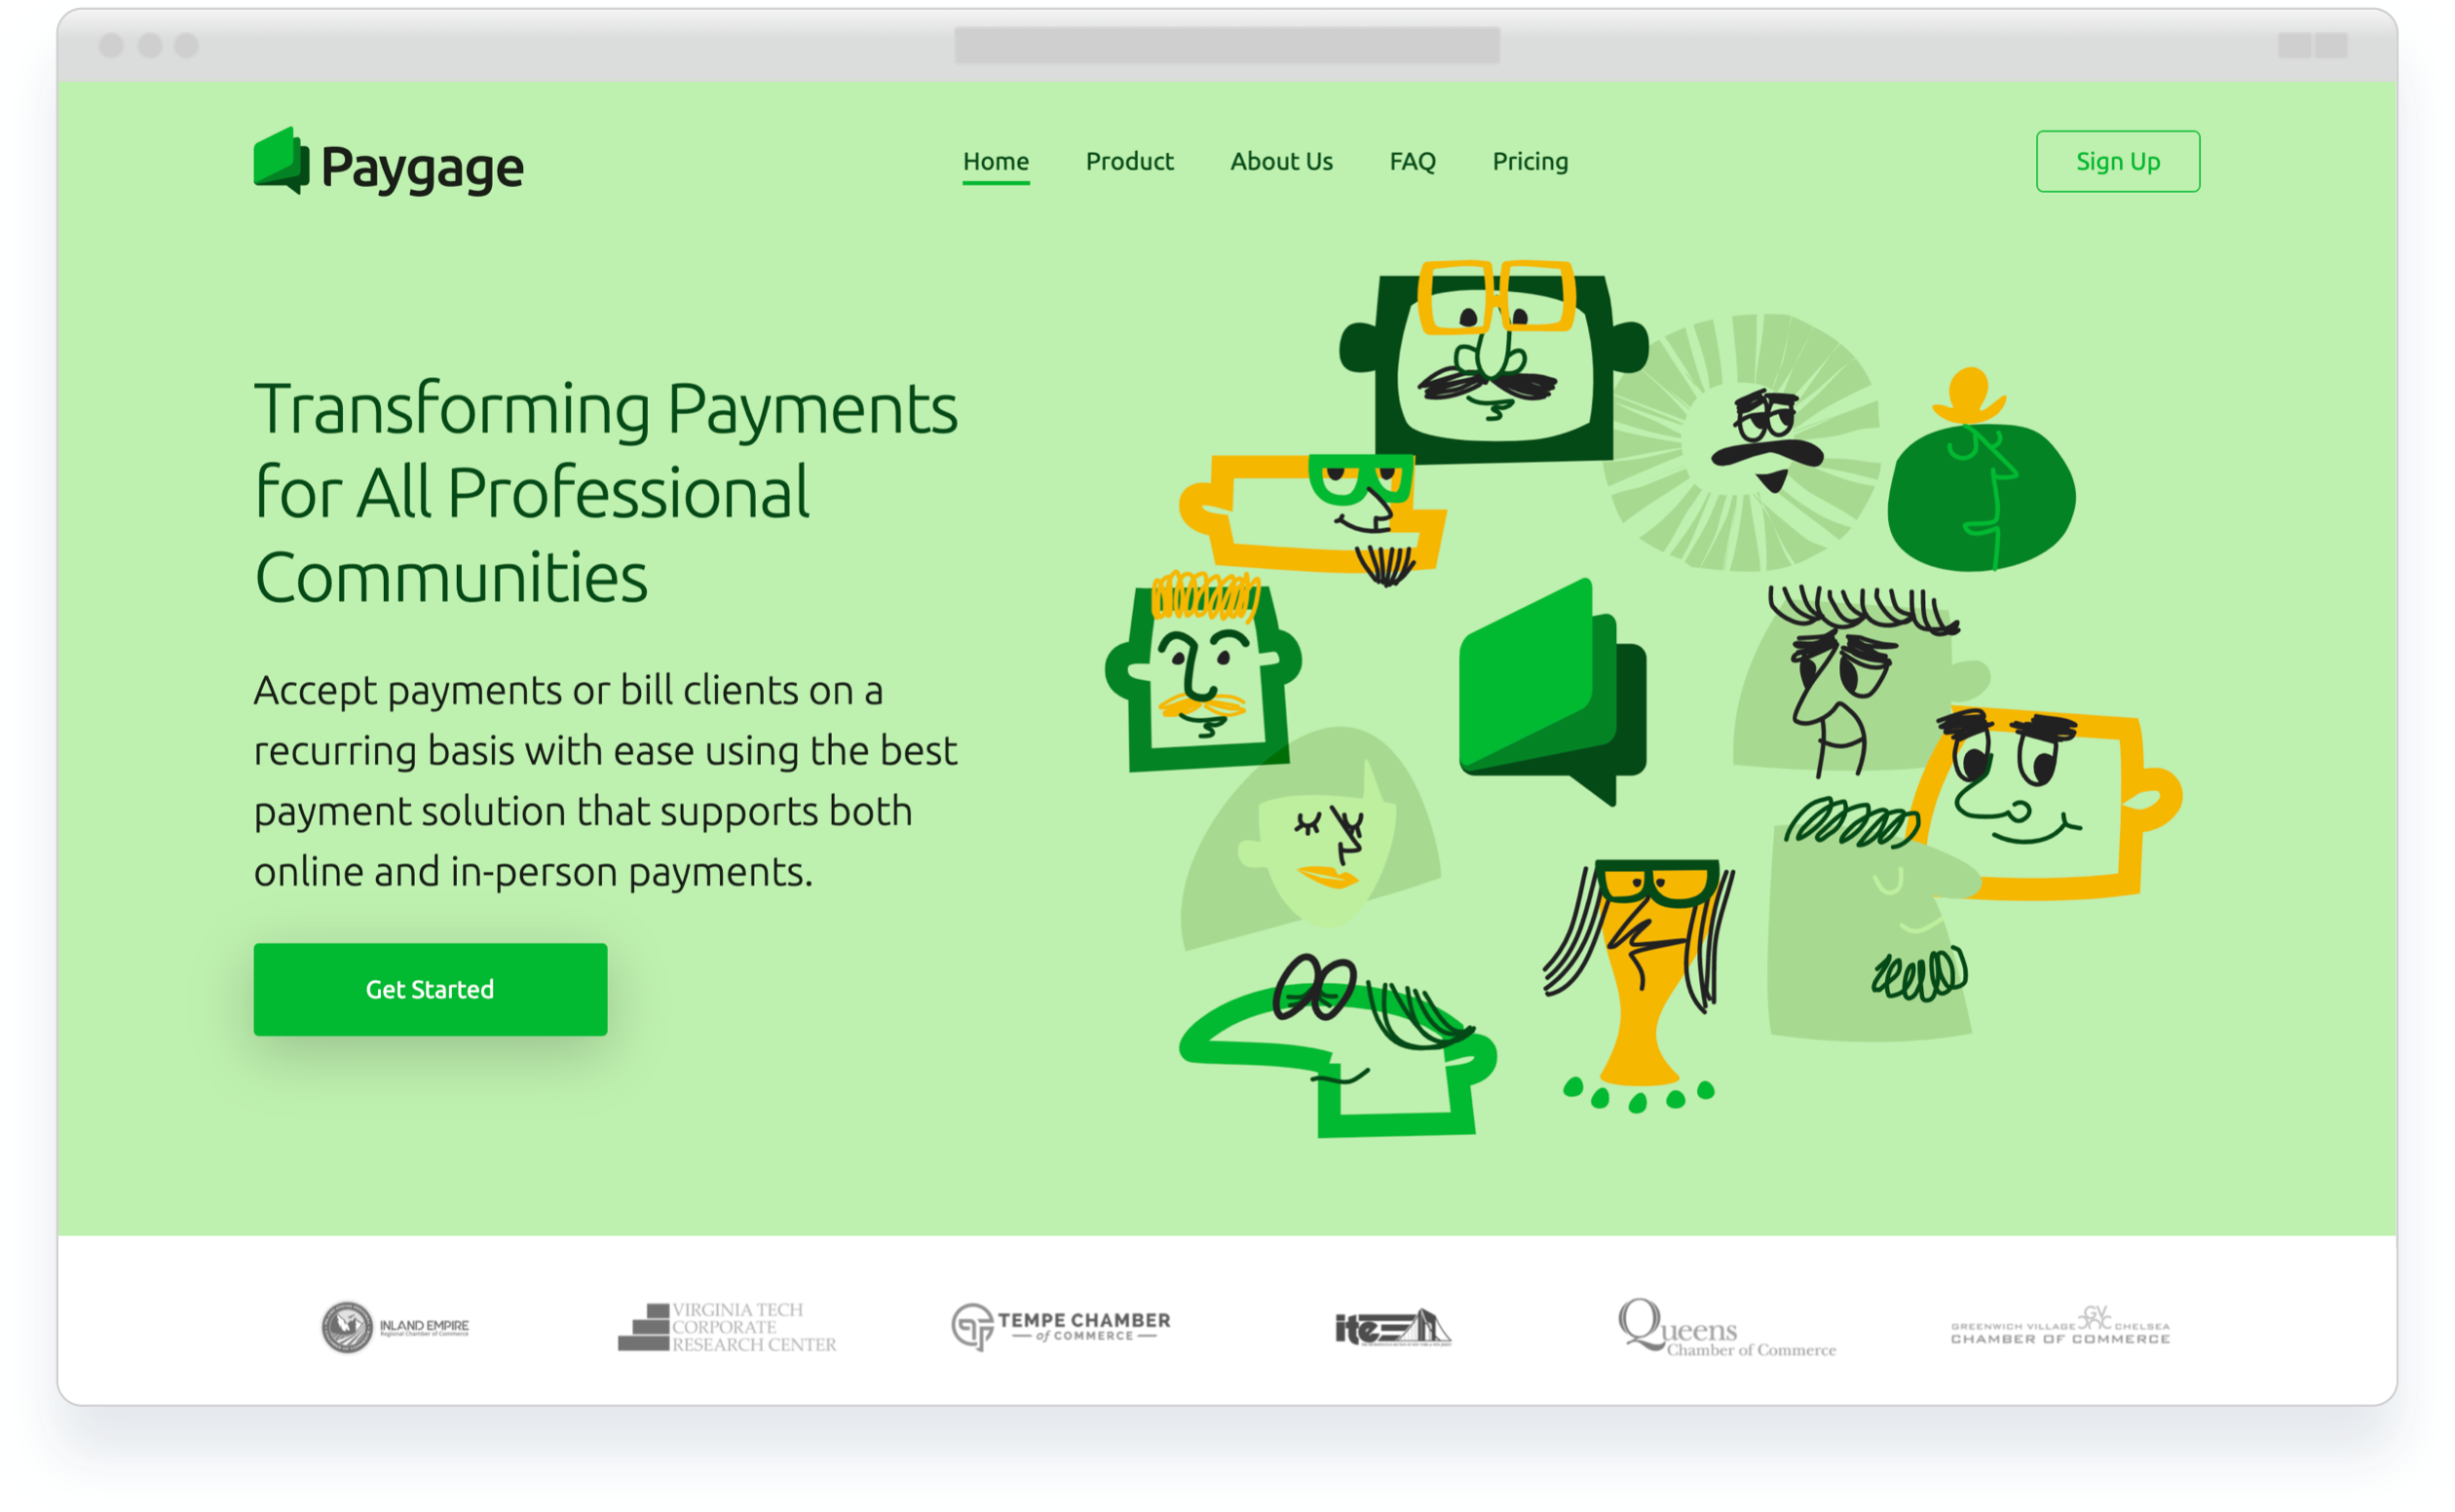 Paygage
Home Product About Us FAQ Pricing
Sign Up
Transforming Payments
for All Professional
Communities
Accept payments or bill clients on a
recurring basis with ease using the best
payment solution that supports both
online and in-person payments.
Get Started
INLAND EMPIRE
Regional Chamber of Commerce
VIRGINIA TECH
CORPORATE
RESEARCH CENTER
TEMPE CHAMBER
of COMMERCE
ite
Queens
Chamber of Commerce
GVCCC
GREENWICH VILLAGE CHELSEA
CHAMBER OF COMMERCE